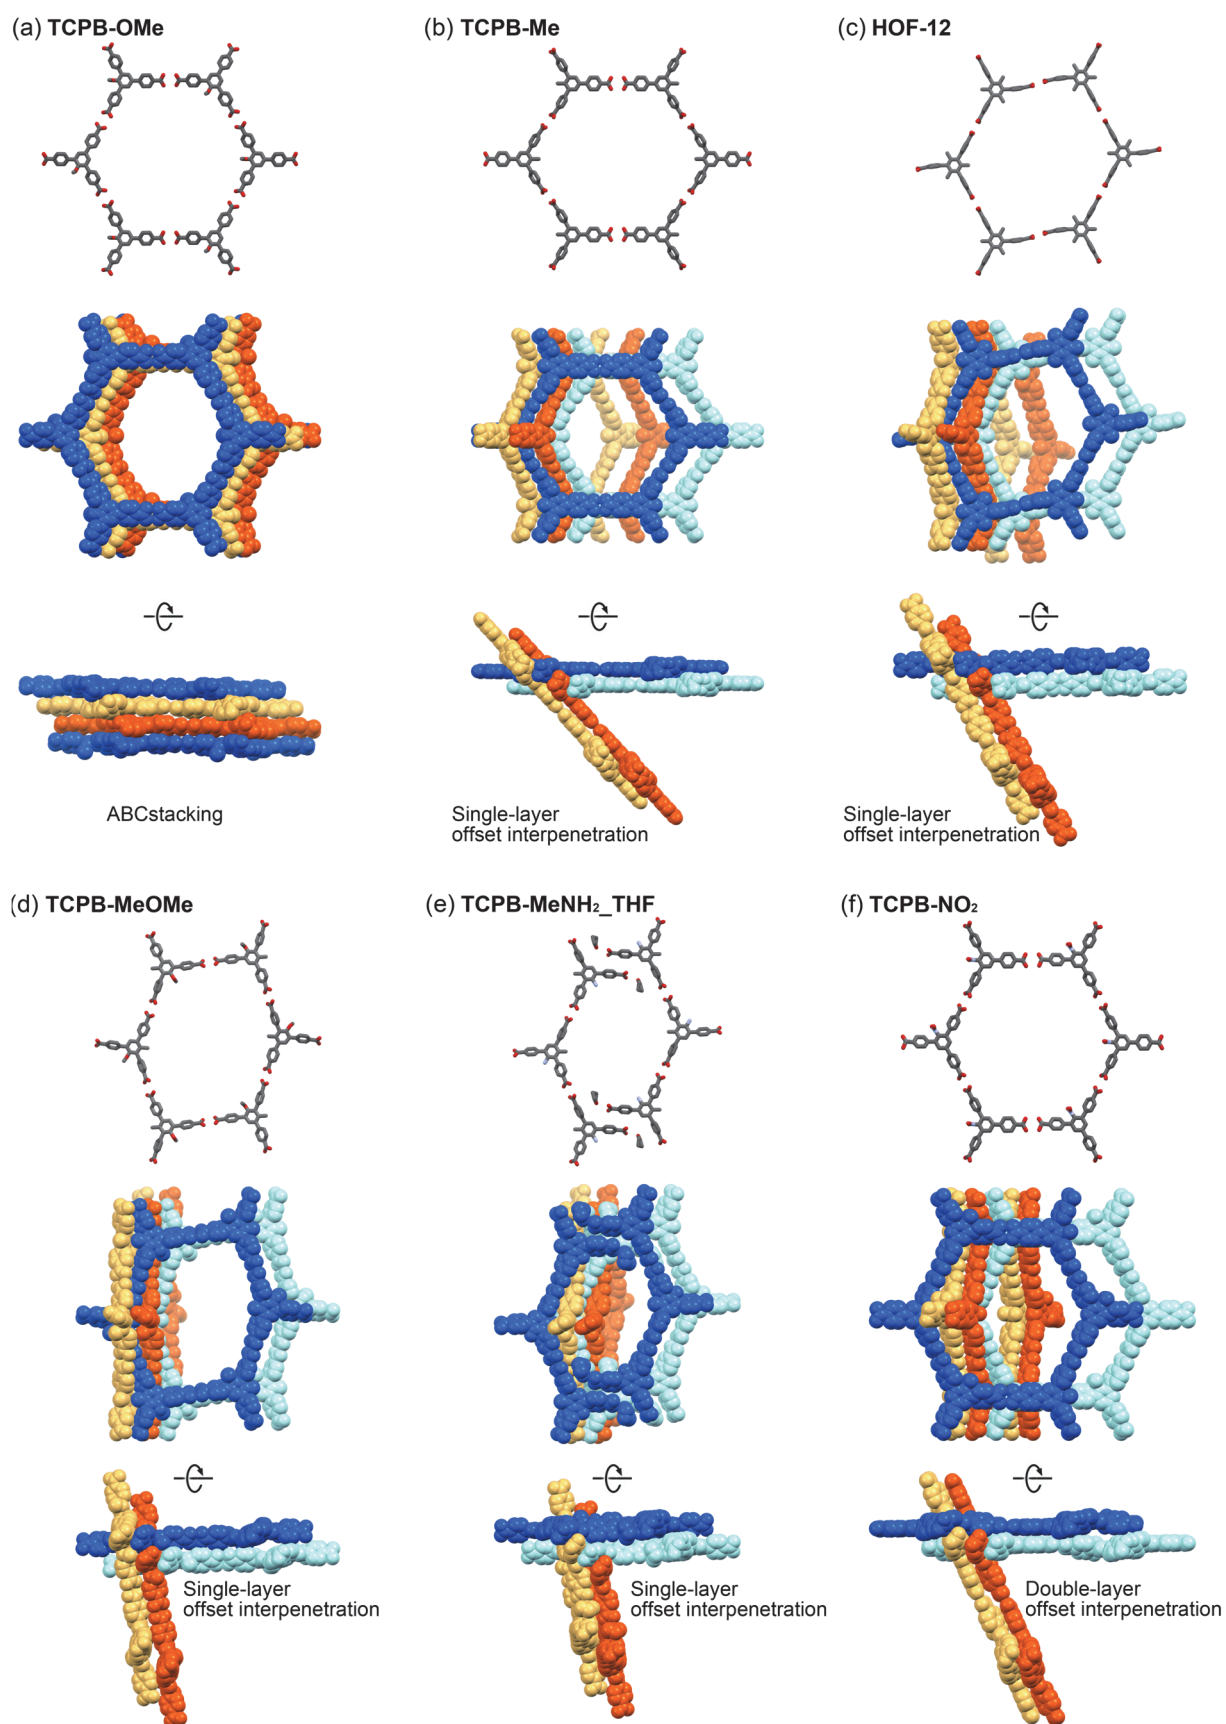 (a) TCPB-OMe
(b) TCPB-Me
(c) HOF-12
ABCstacking
Single-layer
offset interpenetration
Single-layer
offset interpenetration
(d) TCPB-MeOMe
(e) TCPB-MeNH₂_THF
(f) TCPB-NO₂
Single-layer
offset interpenetration
Single-layer
offset interpenetration
Double-layer
offset interpenetration